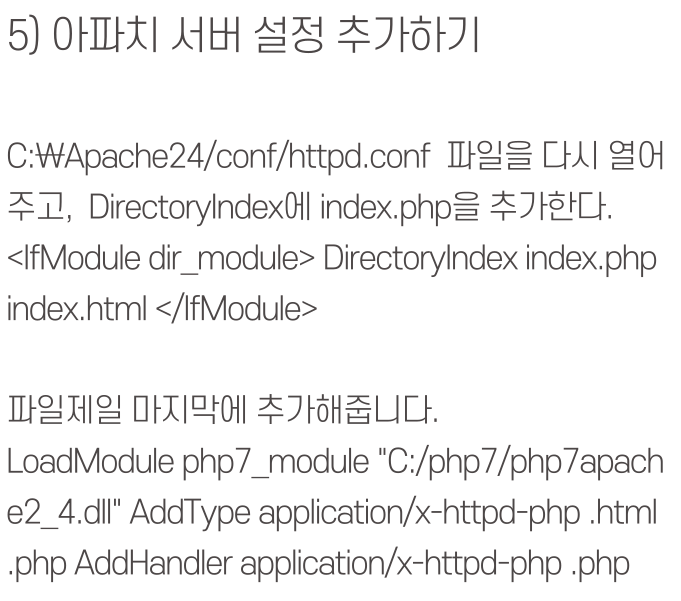 5) 아파치 서버 설정 추가하기
C:₩Apache24/conf/httpd.conf 파일을 다시 열어
주고, DirectoryIndex에 index.php을 추가한다.
<IfModule dir_module> DirectoryIndex index.php
index.html </IfModule>
파일제일 마지막에 추가해줍니다.
LoadModule php7_module "C:/php7/php7apach
e2_4.dll" AddType application/x-httpd-php .html
.php AddHandler application/x-httpd-php .php